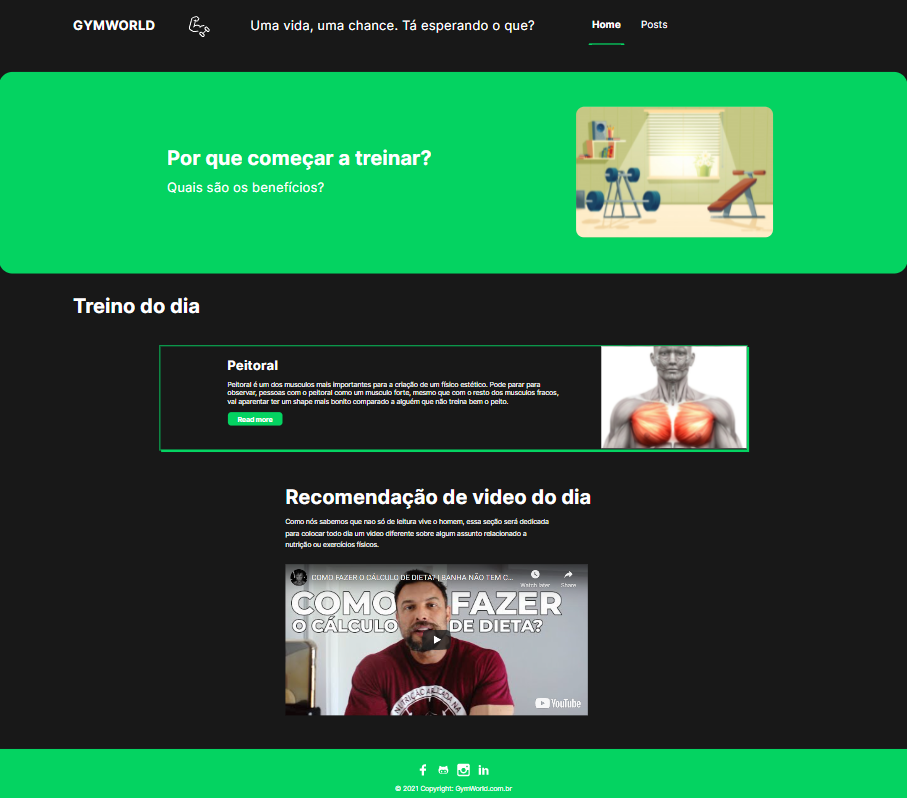 GYMWORLD
Uma vida, uma chance. Tá esperando o que?
Home
Posts
Por que começar a treinar?
Quais são os benefícios?
Treino do dia
Peitoral
Peitoral é um dos musculos mais importantes para a criação de um físico estético. Pode parar para
observar, pessoas com o peitoral como um musculo forte, mesmo que com o resto dos musculos fracos,
vai aparentar ter um shape mais bonito comparado a alguém que não treina bem o peito.
Read more
Recomendação de video do dia
Como nós sabemos que nao só de leitura vive o homem, essa seção será dedicada
para colocar todo dia um video diferente sobre algum assunto relacionado a
nutrição ou exercícios físicos.
COMO FAZER O CÁLCULO DE DIETA? | BANHA NÃO TEM C...
Watch later
Share
COMO FAZER
O CÁLCULO DE DIETA?
NUTRIÇÃO APLICADA NA
YouTube
© 2021 Copyright: GymWorld.com.br